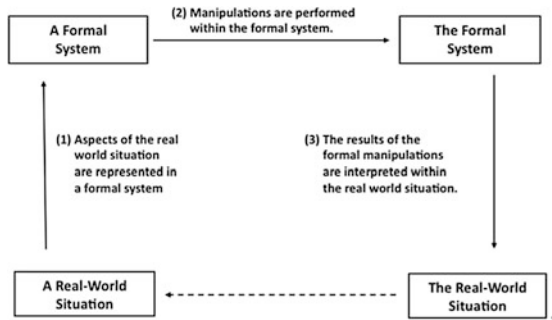 A Formal
System
(2) Manipulations are performed
within the formal system.
The Formal
System
(1) Aspects of the real
world situation
are represented in
a formal system
(3) The results of the
formal manipulations
are interpreted within
the real world situation.
A Real-World
Situation
The Real-World
Situation